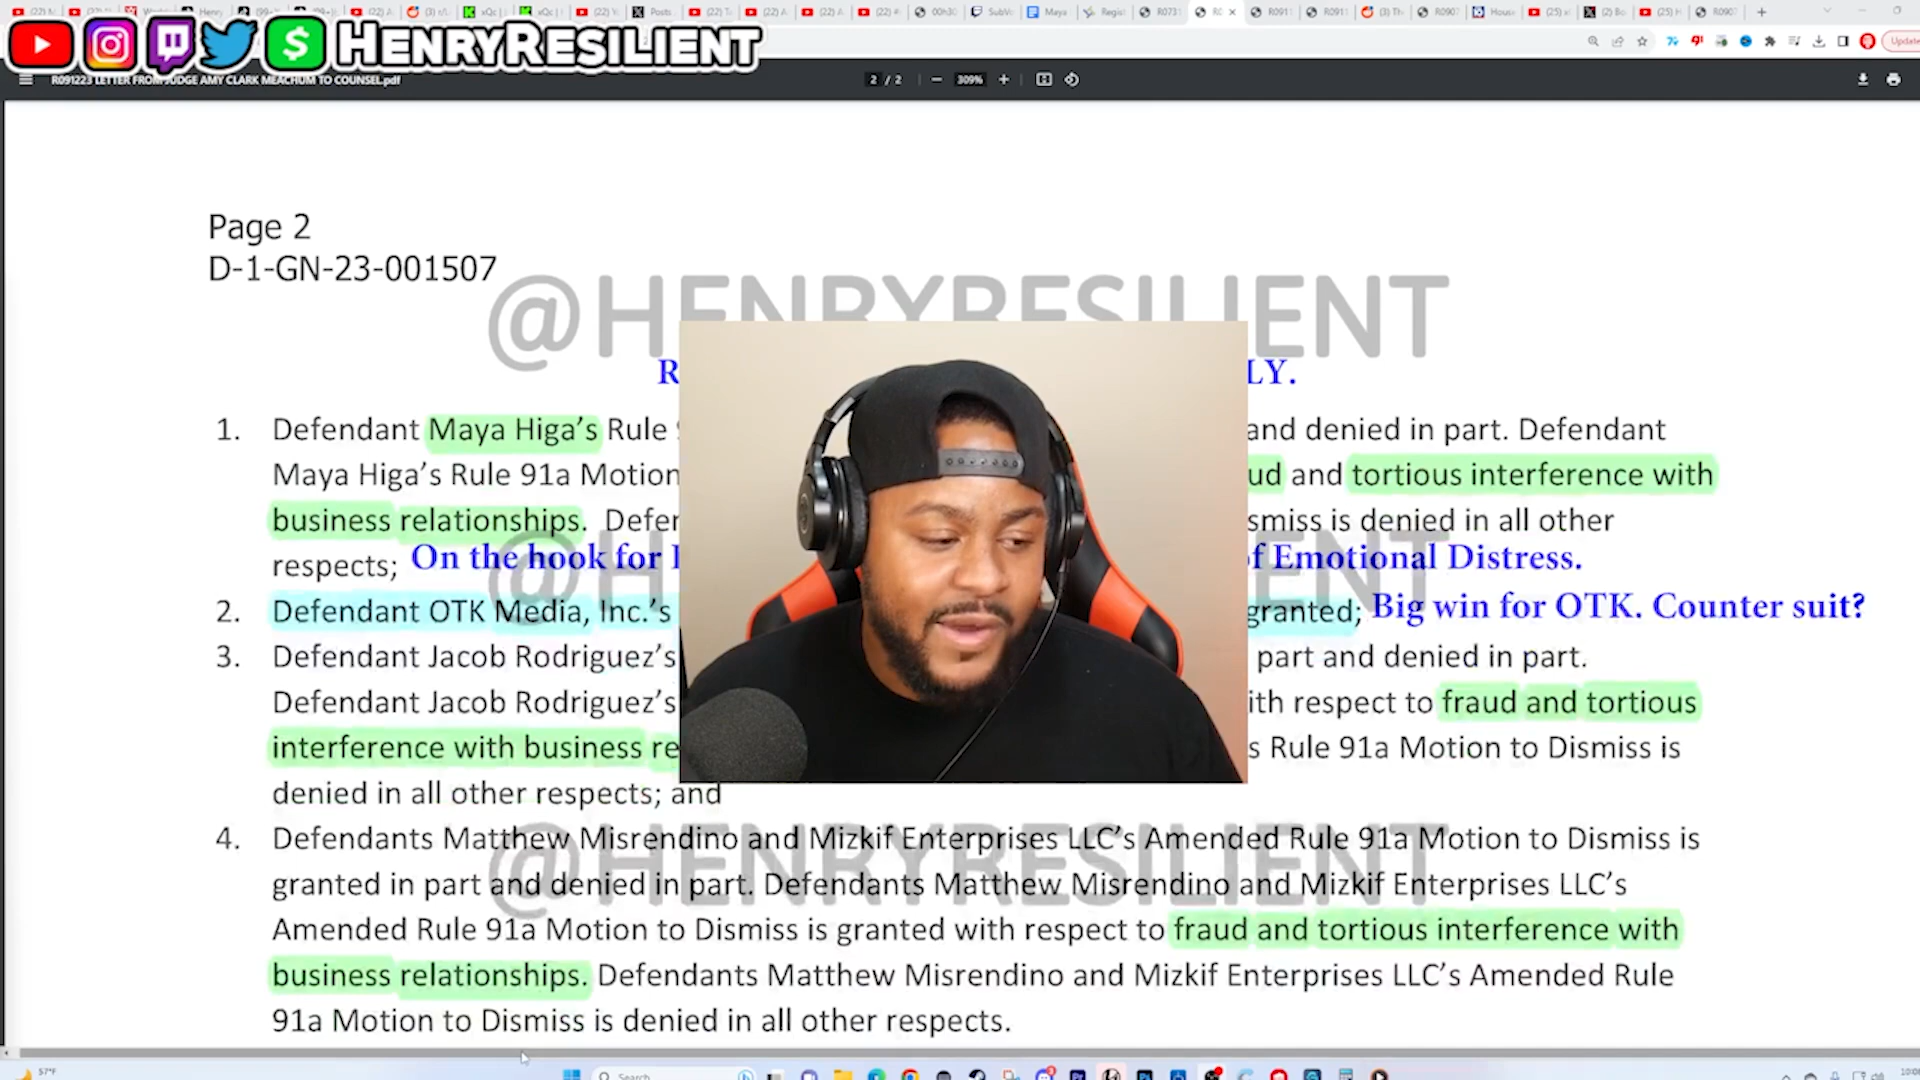 HENRYRESILIENT
R091223 LETTER FROM JUDGE AMY CLARK MEACHUM TO COUNSEL.pdf
2 / 2
309%
Update
Page 2
D-1-GN-23-001507
@HENRYRESILIENT
R LY.
1. Defendant Maya Higa's Rule and denied in part. Defendant
Maya Higa's Rule 91a Motion and tortious interference with
business relationships. is denied in all other
respects; On the hook for Emotional Distress.
2. Defendant OTK Media, Inc.'s granted; Big win for OTK. Counter suit?
3. Defendant Jacob Rodriguez's part and denied in part.
Defendant Jacob Rodriguez's respect to fraud and tortious
interference with business Rule 91a Motion to Dismiss is
denied in all other respects; and
4. Defendants Matthew Misrendino and Mizkif Enterprises LLC's Amended Rule 91a Motion to Dismiss is
@HENRYRESILIENT
granted in part and denied in part. Defendants Matthew Misrendino and Mizkif Enterprises LLC's
Amended Rule 91a Motion to Dismiss is granted with respect to fraud and tortious interference with
business relationships. Defendants Matthew Misrendino and Mizkif Enterprises LLC's Amended Rule
91a Motion to Dismiss is denied in all other respects.
57°F
Search